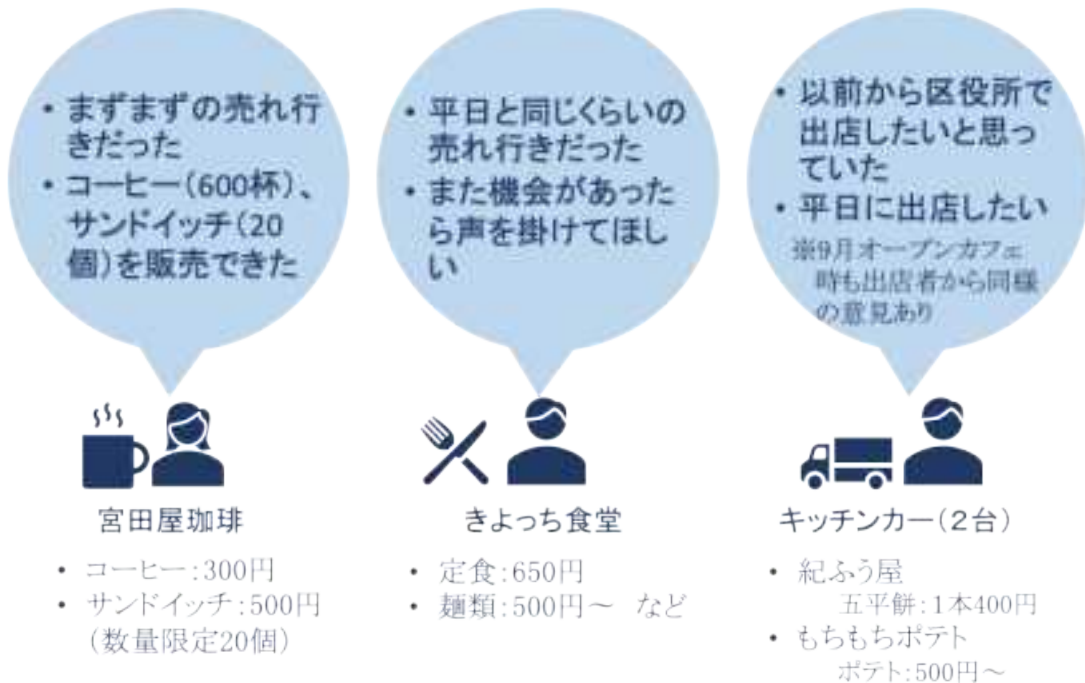 ・まずまずの売れ行
きだった
・コーヒー（600杯）、
サンドイッチ（20
個）を販売できた
・平日と同じくらいの
売れ行きだった
・また機会があった
ら声を掛けてほし
い
・以前から区役所で
出店したいと思っ
ていた
・平日に出店したい
※9月オープンカフェ
時も出店者から同様
の意見あり
宮田屋珈琲
・コーヒー：300円
・サンドイッチ：500円
（数量限定20個）
きよっち食堂
・定食：650円
・麺類：500円～　など
キッチンカー（２台）
・紀ふう屋
五平餅：1本400円
・もちもちポテト
ポテト：500円～